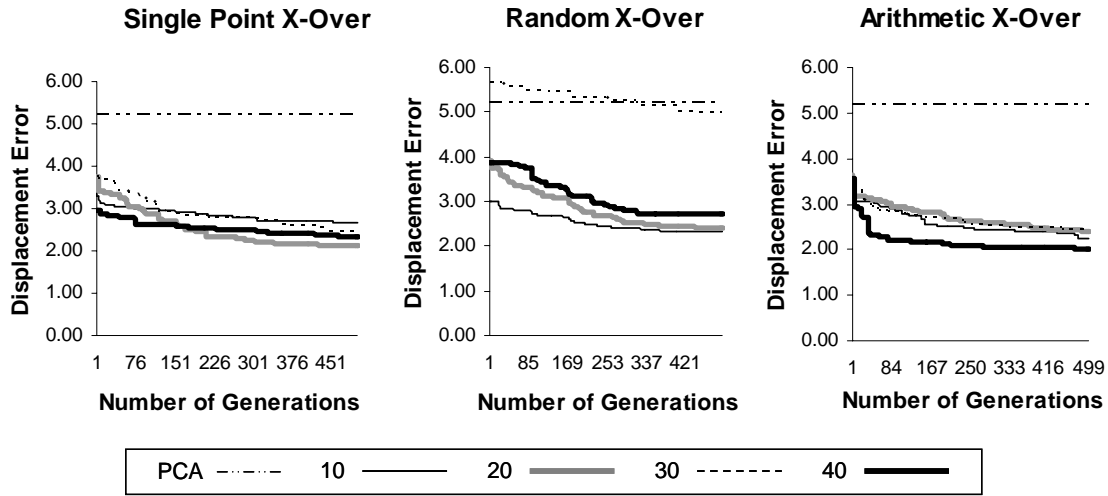 Single Point X-Over
Random X-Over
Arithmetic X-Over
Displacement Error
6.00
5.00
4.00
3.00
2.00
1.00
0.00
1 76 151 226 301 376 451
Number of Generations
Displacement Error
6.00
5.00
4.00
3.00
2.00
1.00
0.00
1 85 169 253 337 421
Number of Generations
Displacement Error
6.00
5.00
4.00
3.00
2.00
1.00
0.00
1 84 167 250 333 416 499
Number of Generations
PCA 10 20 30 40